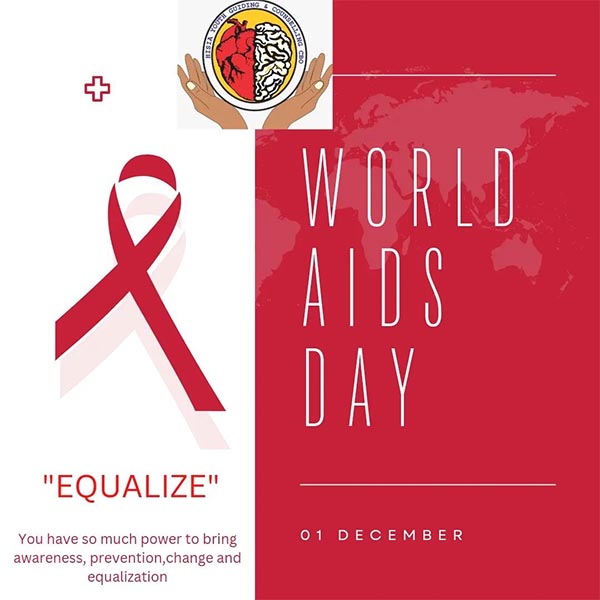 HISIA YOUTH GUIDING & COUNSELLING CBO
WORLD
AIDS
DAY
01 DECEMBER
"EQUALIZE"
You have so much power to bring
awareness, prevention,change and
equalization